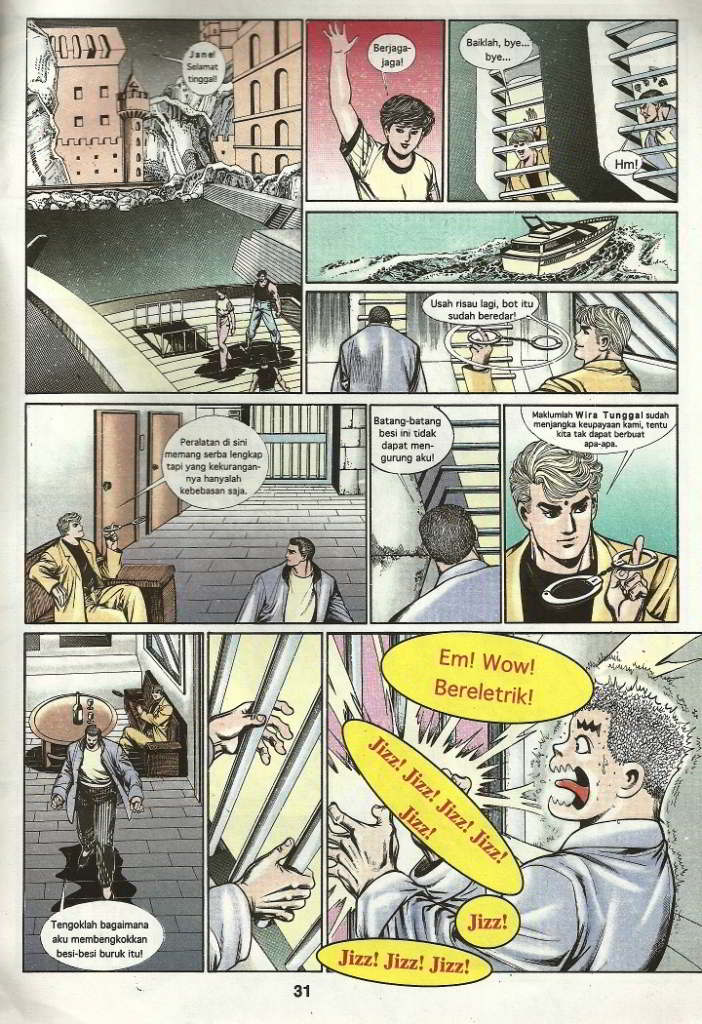 Jane!
Selamat
tinggal!
Berjaga-
jaga!
Baiklah, bye...
bye...
Hm!
Usah risau lagi, bot itu
sudah beredar!
Peralatan di sini
memang serba lengkap
tapi yang kekurangan-
nya hanyalah
kebebasan saja.
Batang-batang
besi ini tidak
dapat men-
gurung aku!
Maklumlah Wira Tunggal sudah
menjangka keupayaan kami, tentu
kita tak dapat berbuat
apa-apa.
Tengoklah bagaimana
aku membengkokkan
besi-besi buruk itu!
Em! Wow!
Bereletrik!
Jizz! Jizz! Jizz! Jizz!
Jizz!
Jizz!
Jizz! Jizz! Jizz!
31